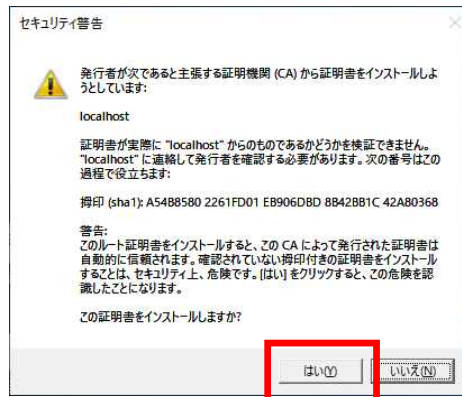 セキュリティ警告
発行者が次であると主張する証明機関 (CA) から証明書をインストールしよ
うとしています:
localhost
証明書が実際に "localhost" からのものであるかどうかを検証できません。
"localhost" に連絡して発行者を確認する必要があります。次の番号はこの
過程で役立ちます:
拇印 (sha1): A54B8580 2261FD01 EB906DBD 8B42BB1C 42A80368
警告:
このルート証明書をインストールすると、この CA によって発行された証明書は
自動的に信頼されます。確認されていない拇印付きの証明書をインストール
することは、セキュリティ上、危険です。[はい] をクリックすると、この危険を認
識したことになります。
この証明書をインストールしますか?
はい(Y) いいえ(N)